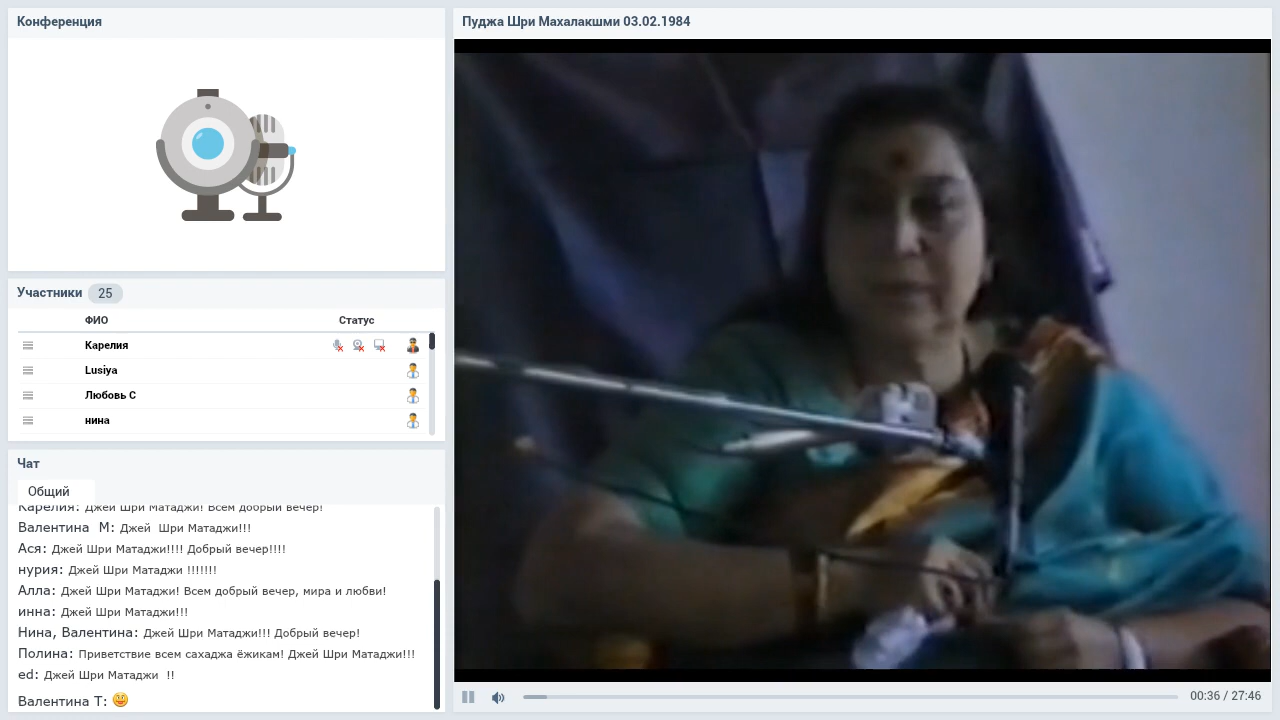 Конференция
Участники 25
ФИО Статус
Карелия
Lusiya
Любовь С
нина
Чат
Общий
Карелия: Джей Шри Матаджи! Всем добрый вечер!
Валентина М: Джей Шри Матаджи!!!
Ася: Джей Шри Матаджи!!!! Добрый вечер!!!!
нурия: Джей Шри Матаджи !!!!!!!
Алла: Джей Шри Матаджи! Всем добрый вечер, мира и любви!
инна: Джей Шри Матаджи!!!
Нина, Валентина: Джей Шри Матаджи!!! Добрый вечер!
Полина: Приветствие всем сахаджа ёжикам! Джей Шри Матаджи!!!
ed: Джей Шри Матаджи !!
Валентина Т:
Пуджа Шри Махалакшми 03.02.1984
00:36 / 27:46